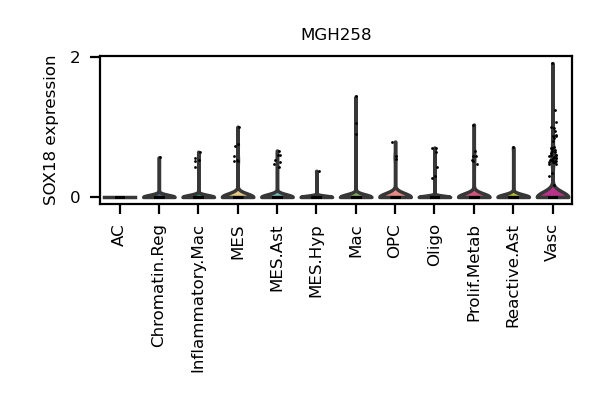 MGH258
SOX18 expression
2
0
AC
Chromatin.Reg
Inflammatory.Mac
MES
MES.Ast
MES.Hyp
Mac
OPC
Oligo
Prolif.Metab
Reactive.Ast
Vasc